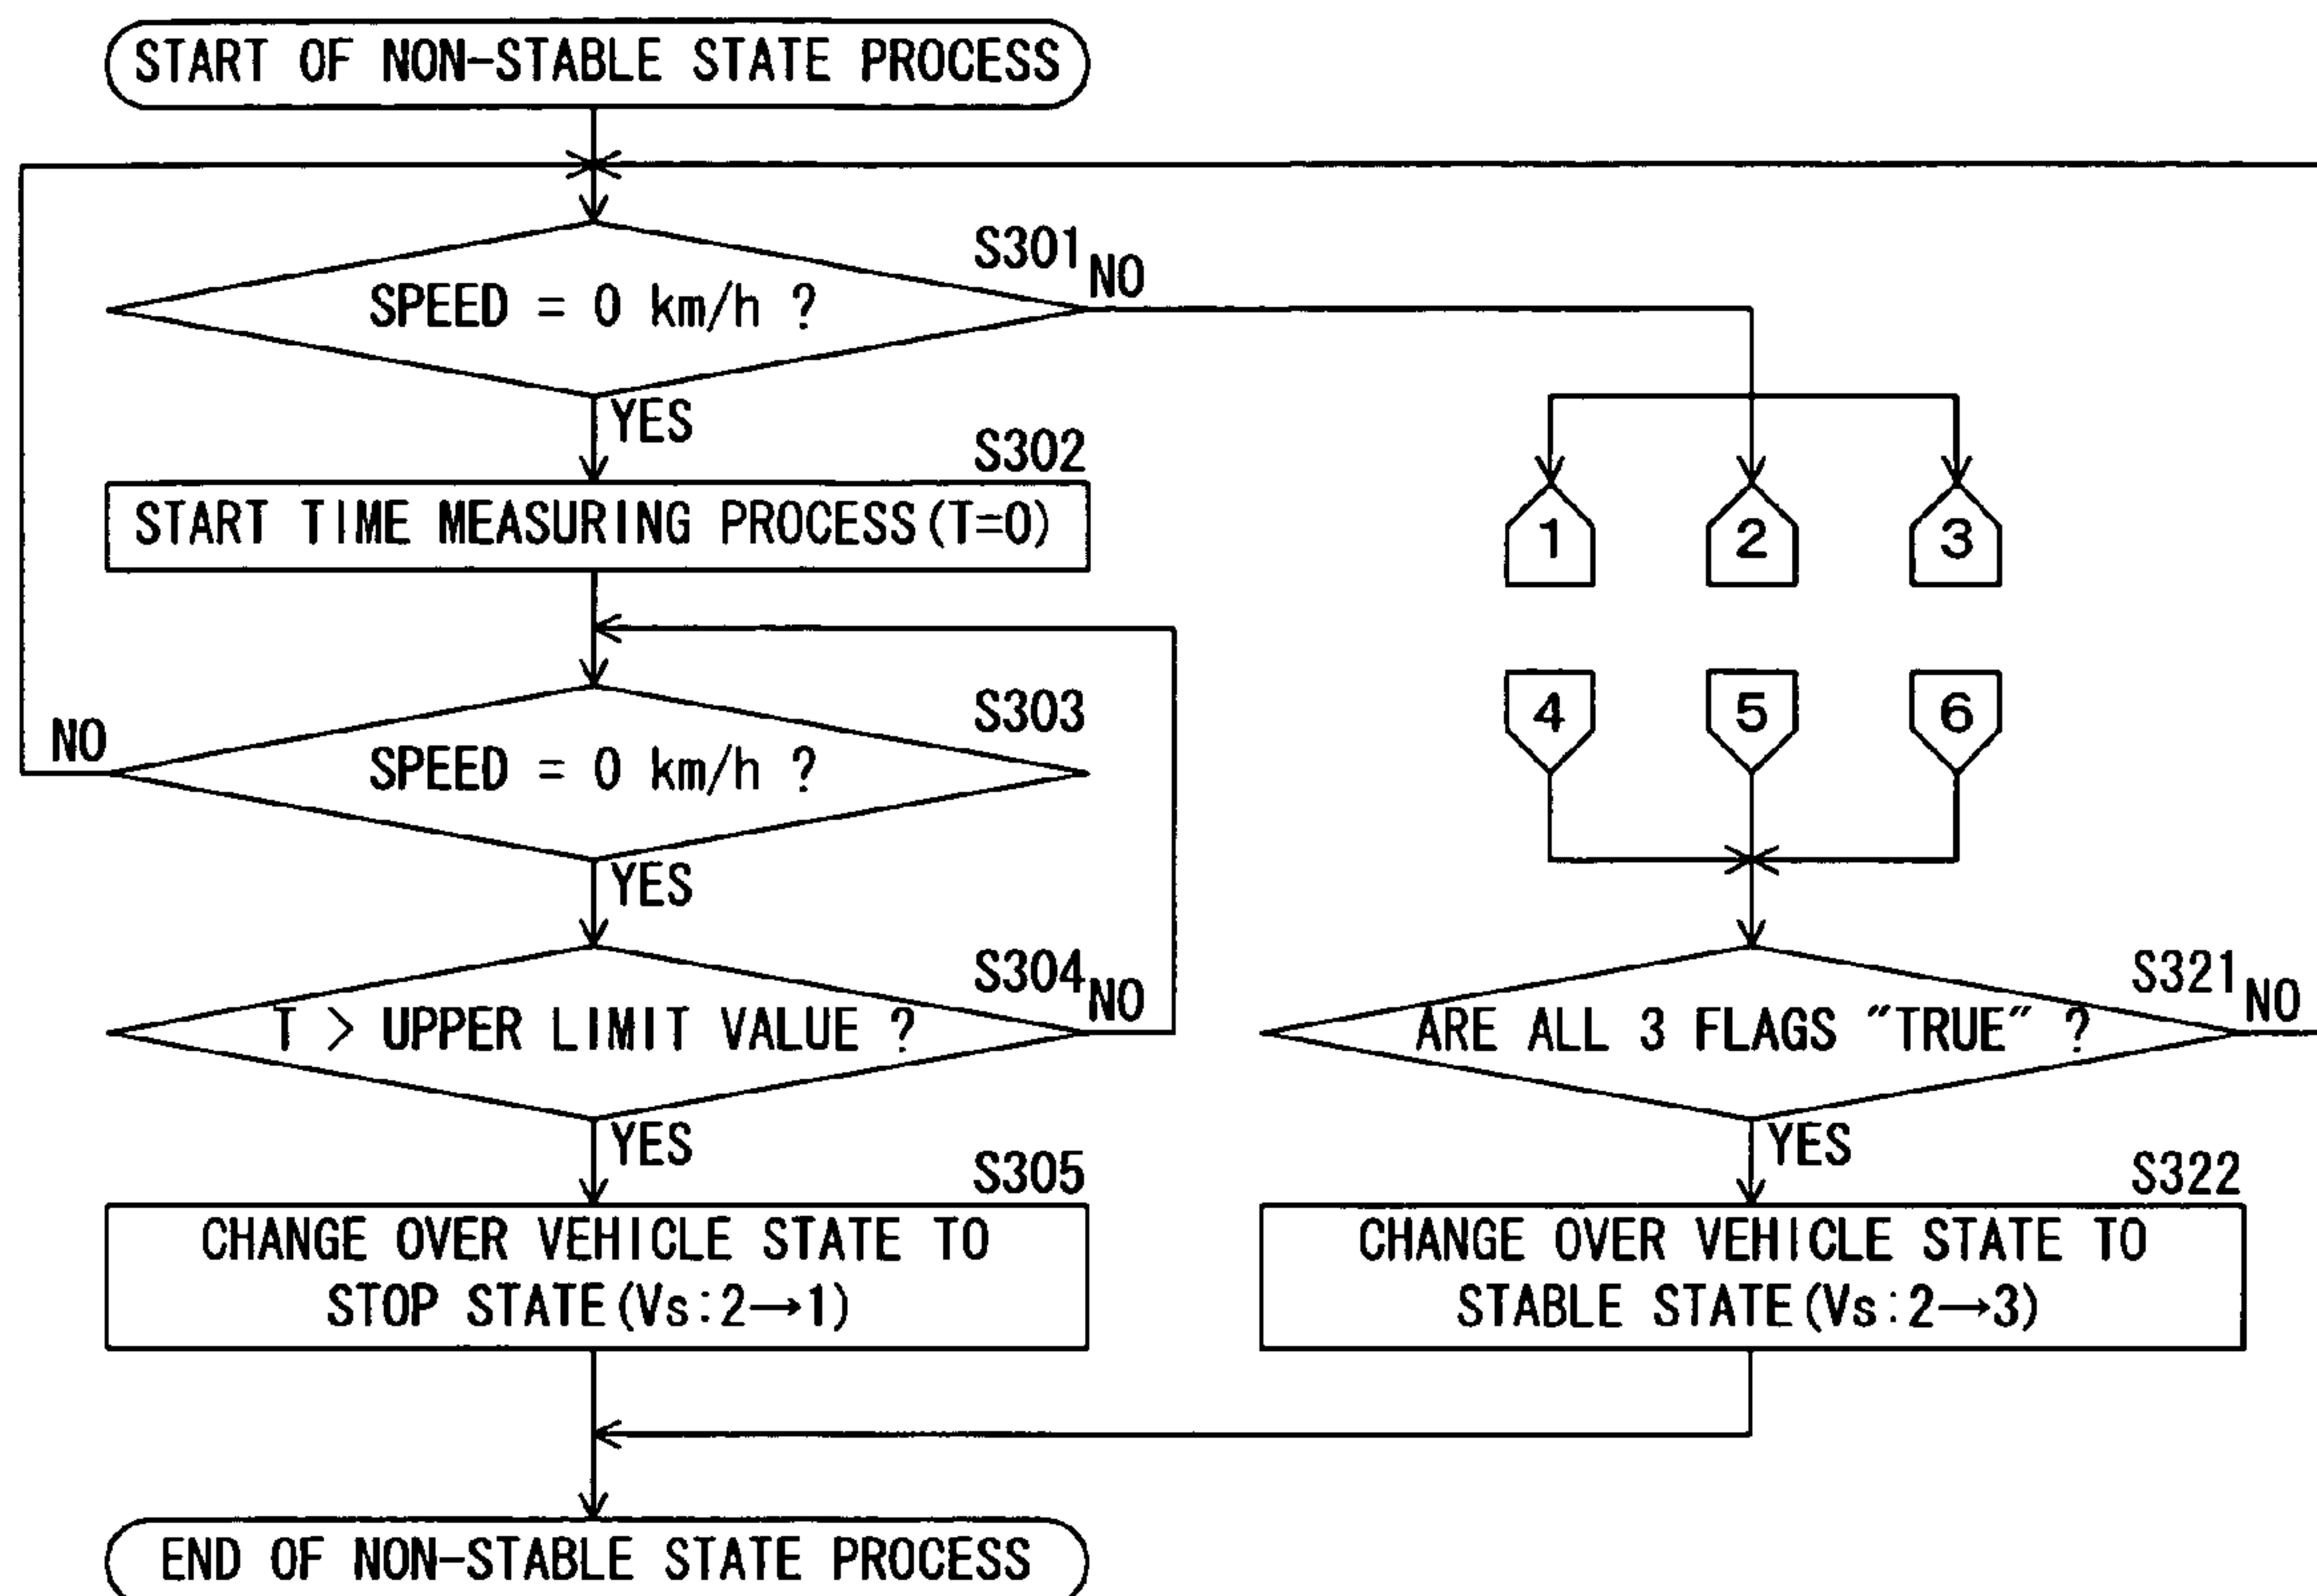 START OF NON-STABLE STATE PROCESS
S301
NO
SPEED = 0 km/h ?
YES
S302
START TIME MEASURING PROCESS(T=0)
1
2
3
S303
NO
SPEED = 0 km/h ?
YES
4
5
6
S304
NO
T > UPPER LIMIT VALUE ?
YES
S321
NO
ARE ALL 3 FLAGS "TRUE" ?
YES
S305
CHANGE OVER VEHICLE STATE TO
STOP STATE(Vs:2→1)
S322
CHANGE OVER VEHICLE STATE TO
STABLE STATE(Vs:2→3)
END OF NON-STABLE STATE PROCESS